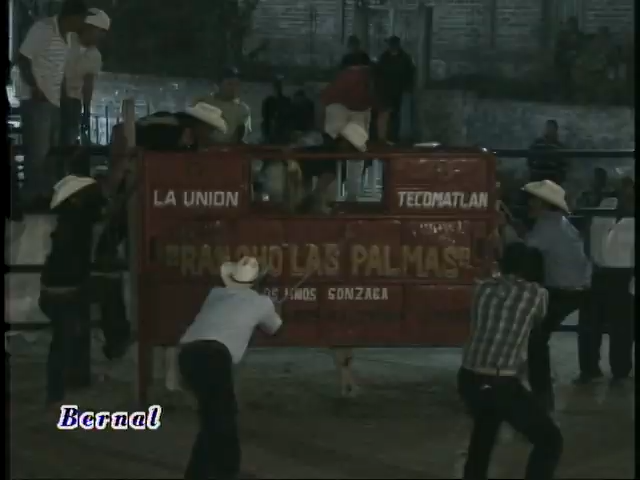 LA UNION
TECOMATLAN
RANCHO LAS PALMAS
GONZAGA
Bernal